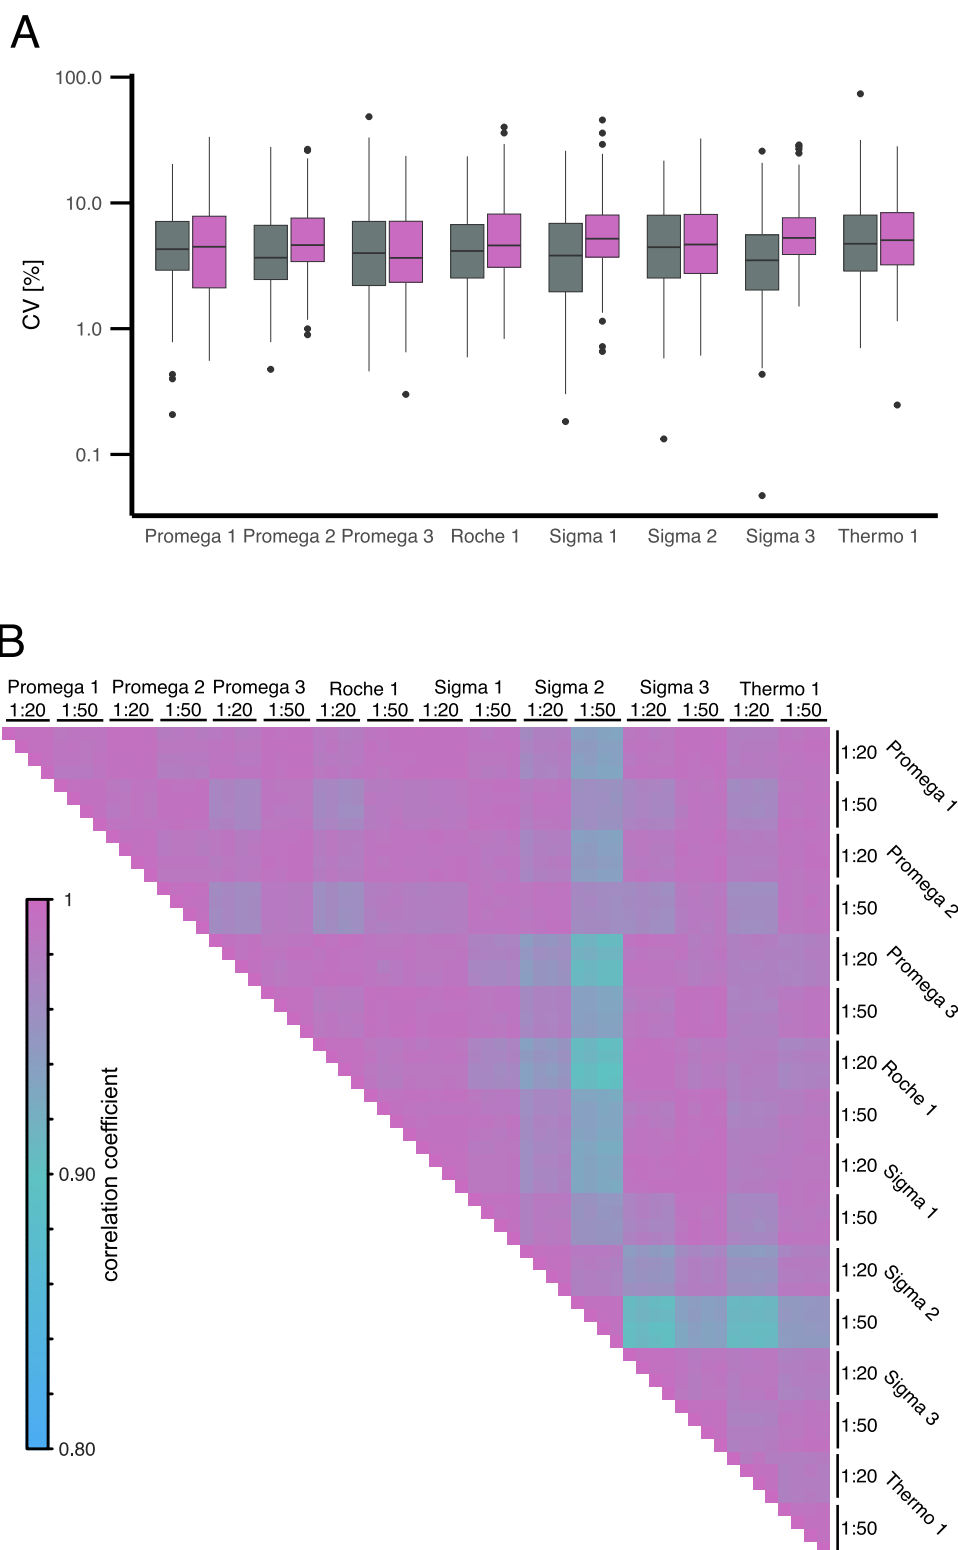 A
100.0
10.0
1.0
0.1
CV [%]
Promega 1 Promega 2 Promega 3 Roche 1 Sigma 1 Sigma 2 Sigma 3 Thermo 1
B
Promega 1 Promega 2 Promega 3 Roche 1 Sigma 1 Sigma 2 Sigma 3 Thermo 1
1:20 1:50 1:20 1:50 1:20 1:50 1:20 1:50 1:20 1:50 1:20 1:50 1:20 1:50 1:20 1:50
1:20
1:50
Promega 1
1:20
1:50
Promega 2
1:20
1:50
Promega 3
1:20
1:50
Roche 1
1:20
1:50
Sigma 1
1:20
1:50
Sigma 2
1:20
1:50
Sigma 3
1:20
1:50
Thermo 1
1
0.90
0.80
correlation coefficient